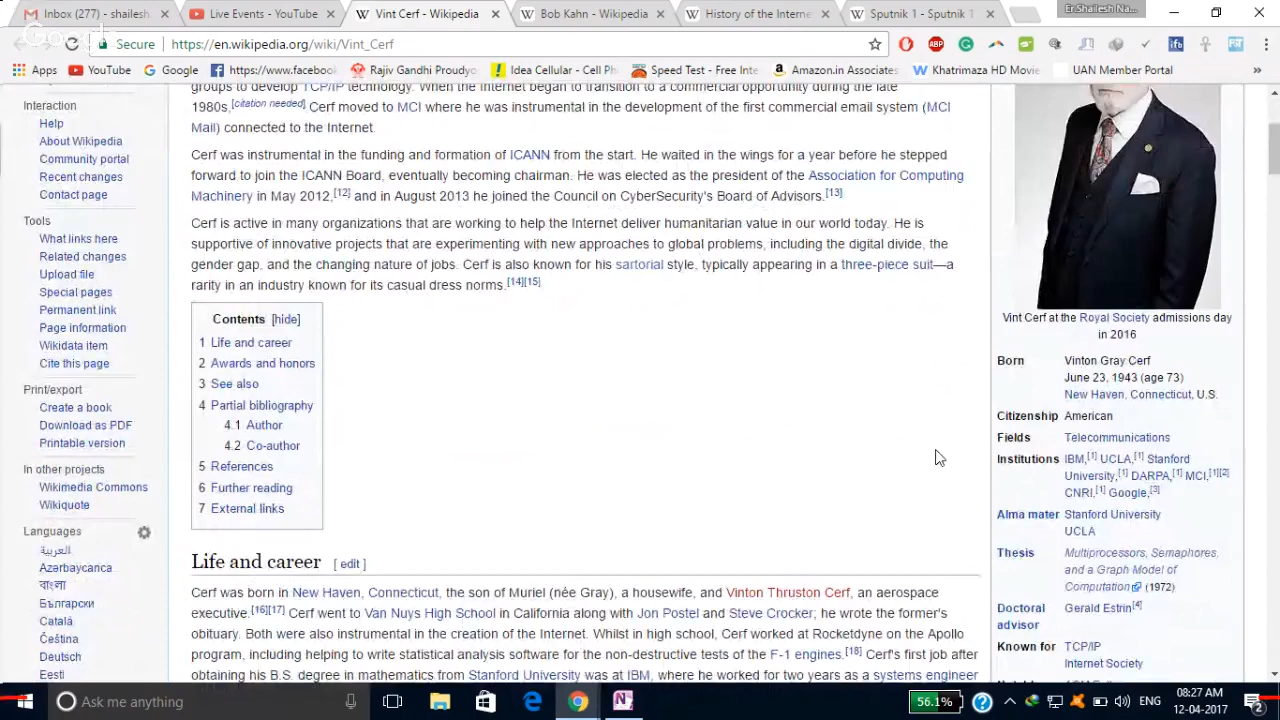 Inbox (277) - shailesh
Live Events - YouTube
Vint Cerf - Wikipedia
Bob Kahn - Wikipedia
History of the Interne
Sputnik 1 - Sputnik 1
Er.Shailesh Na...
Secure
https://en.wikipedia.org/wiki/Vint_Cerf
Apps
YouTube
Google
https://www.facebook
Rajiv Gandhi Proudyo
Idea Cellular - Cell Ph
Speed Test - Free Inte
Amazon.in Associates
Khatrimaza HD Movie
UAN Member Portal
Interaction
Help
About Wikipedia
Community portal
Recent changes
Contact page
Tools
What links here
Related changes
Upload file
Special pages
Permanent link
Page information
Wikidata item
Cite this page
Print/export
Create a book
Download as PDF
Printable version
In other projects
Wikimedia Commons
Wikiquote
Languages
العربية
Azərbaycanca
বাংলা
Български
Català
Čeština
Deutsch
Eesti
groups to develop TCP/IP technology. When the Internet began to transition to a commercial opportunity during the late
1980s,[citation needed] Cerf moved to MCI where he was instrumental in the development of the first commercial email system (MCI
Mail) connected to the Internet.
Cerf was instrumental in the funding and formation of ICANN from the start. He waited in the wings for a year before he stepped
forward to join the ICANN Board, eventually becoming chairman. He was elected as the president of the Association for Computing
Machinery in May 2012,[12] and in August 2013 he joined the Council on CyberSecurity's Board of Advisors.[13]
Cerf is active in many organizations that are working to help the Internet deliver humanitarian value in our world today. He is
supportive of innovative projects that are experimenting with new approaches to global problems, including the digital divide, the
gender gap, and the changing nature of jobs. Cerf is also known for his sartorial style, typically appearing in a three-piece suit—a
rarity in an industry known for its casual dress norms.[14][15]
Contents [hide]
1 Life and career
2 Awards and honors
3 See also
4 Partial bibliography
4.1 Author
4.2 Co-author
5 References
6 Further reading
7 External links
Life and career [ edit ]
Cerf was born in New Haven, Connecticut, the son of Muriel (née Gray), a housewife, and Vinton Thruston Cerf, an aerospace
executive.[16][17] Cerf went to Van Nuys High School in California along with Jon Postel and Steve Crocker; he wrote the former's
obituary. Both were also instrumental in the creation of the Internet. Whilst in high school, Cerf worked at Rocketdyne on the Apollo
program, including helping to write statistical analysis software for the non-destructive tests of the F-1 engines.[18] Cerf's first job after
obtaining his B.S. degree in mathematics from Stanford University was at IBM, where he worked for two years as a systems engineer
Vint Cerf at the Royal Society admissions day
in 2016
Born Vinton Gray Cerf
June 23, 1943 (age 73)
New Haven, Connecticut, U.S.
Citizenship American
Fields Telecommunications
Institutions IBM,[1] UCLA,[1] Stanford
University,[1] DARPA,[1] MCI,[1][2]
CNRI,[1] Google,[3]
Alma mater Stanford University
UCLA
Thesis Multiprocessors, Semaphores,
and a Graph Model of
Computation (1972)
Doctoral Gerald Estrin[4]
advisor
Known for TCP/IP
Internet Society
Ask me anything
56.1%
ENG
08:27 AM
12-04-2017
2